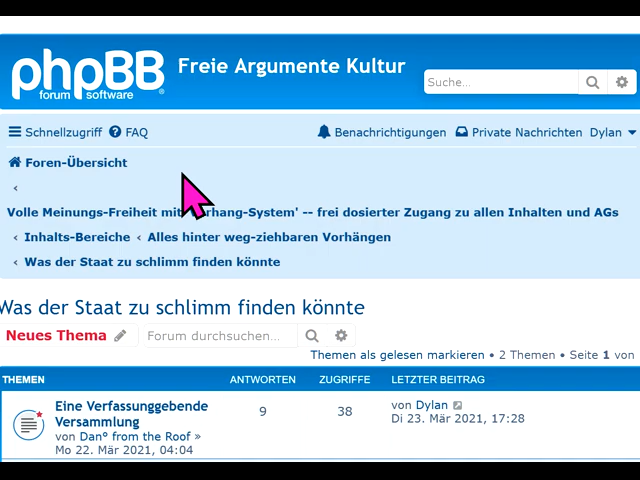 phpBB
forum software
®
Freie Argumente Kultur
Suche...
Schnellzugriff FAQ Benachrichtigungen Private Nachrichten Dylan
Foren-Übersicht
‹
Volle Meinungs-Freiheit mit 'Vorhang-System' -- frei dosierter Zugang zu allen Inhalten und AGs
‹ Inhalts-Bereiche ‹ Alles hinter weg-ziehbaren Vorhängen
‹ Was der Staat zu schlimm finden könnte
Was der Staat zu schlimm finden könnte
Neues Thema Forum durchsuchen...
Themen als gelesen markieren • 2 Themen • Seite 1 von
THEMEN ANTWORTEN ZUGRIFFE LETZTER BEITRAG
Eine Verfassunggebende 9 38 von Dylan
Versammlung Di 23. Mär 2021, 17:28
von Dan° from the Roof »
Mo 22. Mär 2021, 04:04